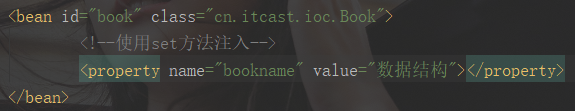 <bean id="book" class="cn.itcast.ioc.Book">
<!--使用set方法注入-->
<property name="bookname" value="数据结构"></property>
</bean>